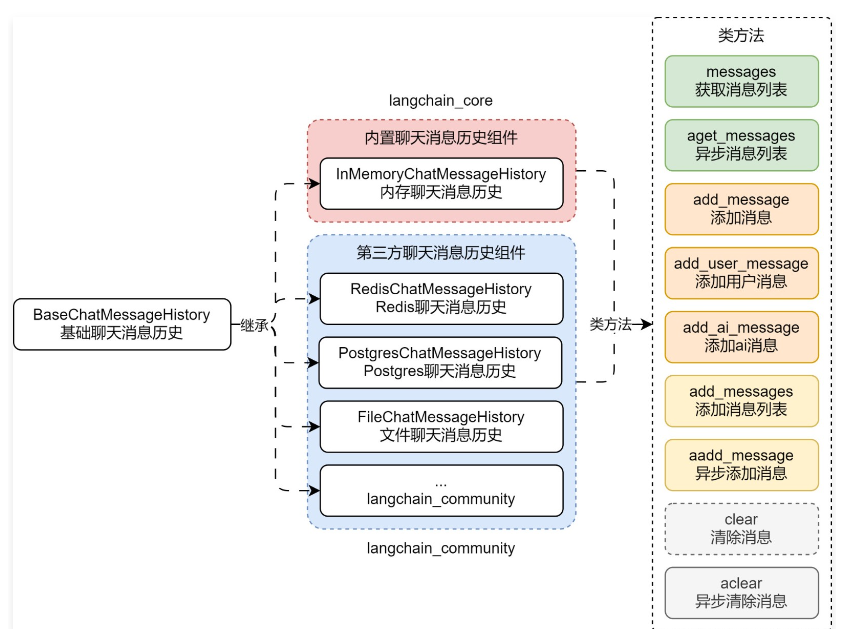 BaseChatMessageHistory
基础聊天消息历史
继承
langchain_core
内置聊天消息历史组件
InMemoryChatMessageHistory
内存聊天消息历史
第三方聊天消息历史组件
RedisChatMessageHistory
Redis聊天消息历史
PostgresChatMessageHistory
Postgres聊天消息历史
FileChatMessageHistory
文件聊天消息历史
...
langchain_community
langchain_community
类方法
类方法
messages
获取消息列表
aget_messages
异步消息列表
add_message
添加消息
add_user_message
添加用户消息
add_ai_message
添加ai消息
add_messages
添加消息列表
aadd_message
异步添加消息
clear
清除消息
aclear
异步清除消息